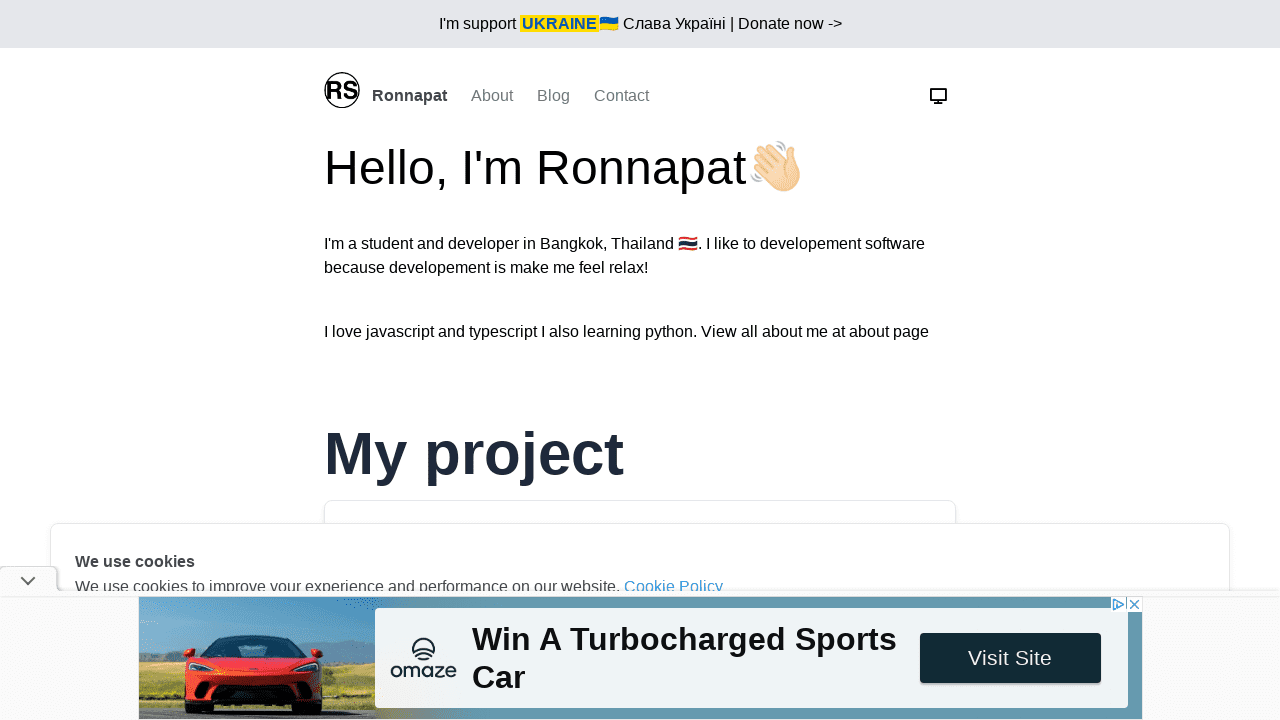 I'm support UKRAINE🇺🇦 Слава Україні | Donate now ->
RS Ronnapat About Blog Contact
Hello, I'm Ronnapat👋🏻
I'm a student and developer in Bangkok, Thailand 🇹🇭. I like to developement software
because developement is make me feel relax!
I love javascript and typescript I also learning python. View all about me at about page
My project
We use cookies
We use cookies to improve your experience and performance on our website. Cookie Policy
omaze
Win A Turbocharged Sports
Car
Visit Site